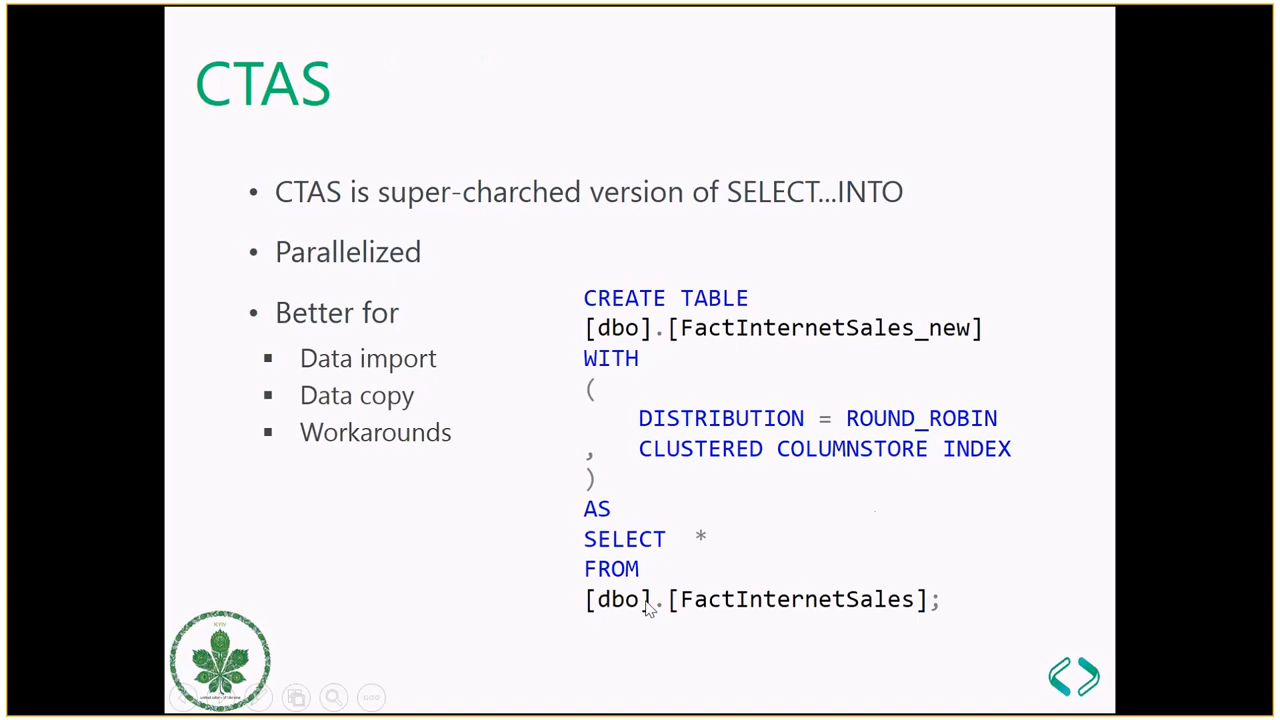 CTAS
• CTAS is super-charched version of SELECT...INTO
• Parallelized
• Better for
▪ Data import
▪ Data copy
▪ Workarounds
CREATE TABLE
[dbo].[FactInternetSales_new]
WITH
(
DISTRIBUTION = ROUND_ROBIN
, CLUSTERED COLUMNSTORE INDEX
)
AS
SELECT *
FROM
[dbo].[FactInternetSales];
KYIV